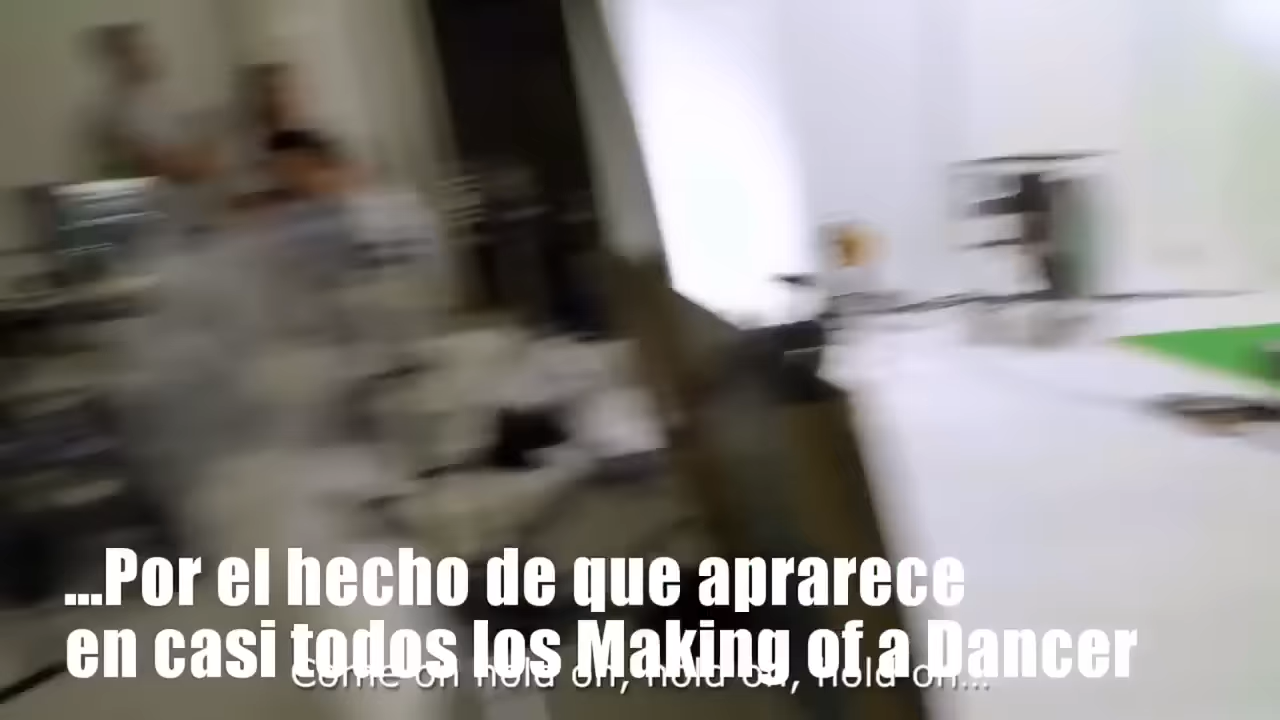 ...Por el hecho de que aprarece
en casi todos los Making of a Dancer
Come on hold on, hold on, hold on...